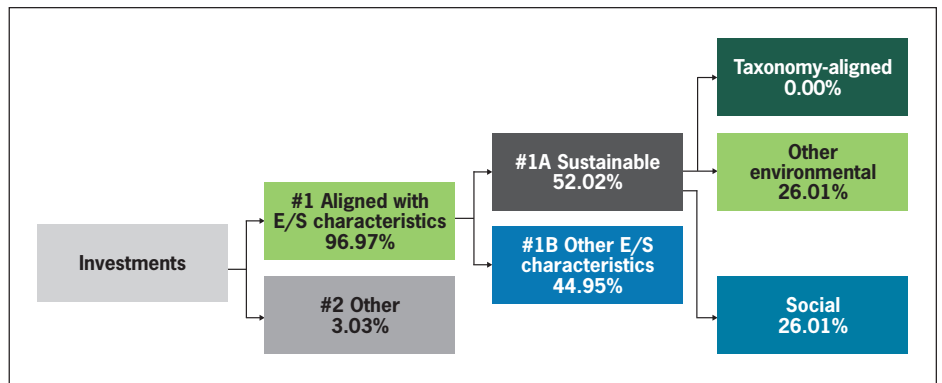 Investments
#1 Aligned with
E/S characteristics
96.97%
#2 Other
3.03%
#1A Sustainable
52.02%
#1B Other E/S
characteristics
44.95%
Taxonomy-aligned
0.00%
Other
environmental
26.01%
Social
26.01%